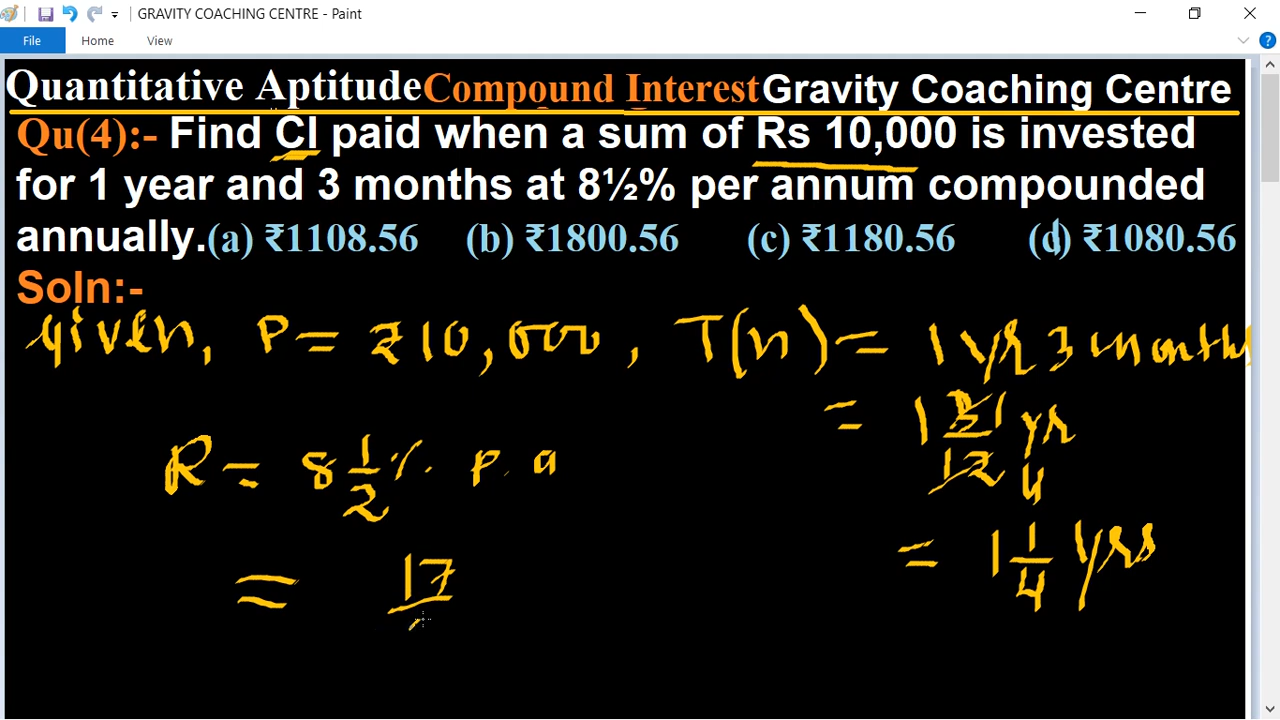 GRAVITY COACHING CENTRE - Paint
File Home View
Quantitative Aptitude Compound Interest Gravity Coaching Centre
Qu(4):- Find CI paid when a sum of Rs 10,000 is invested
for 1 year and 3 months at 8½% per annum compounded
annually.(a) ₹1108.56 (b) ₹1800.56 (c) ₹1180.56 (d) ₹1080.56
Soln:-
given, P = ₹10,000, T(n) = 1 yr 3 months
= 1 3/12 1/4 yr
R = 8 1/2 % p.a
= 1 1/4 yrs
= 17